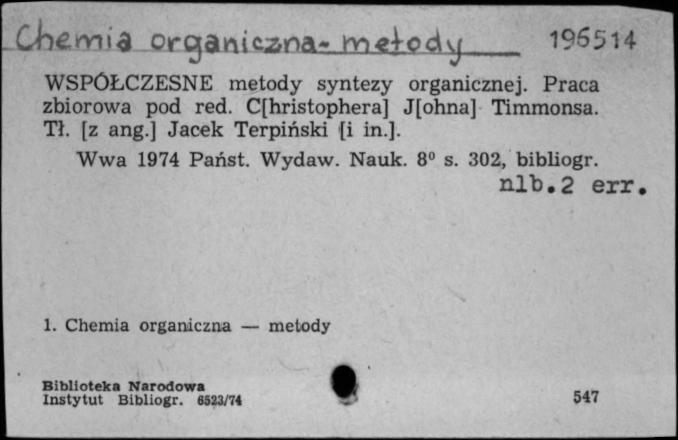 Chemia organiczna - metody 196514
WSPÓŁCZESNE metody syntezy organicznej. Praca
zbiorowa pod red. C[hristophera] J[ohna] Timmonsa.
Tł. [z ang.] Jacek Terpiński [i in.].
Wwa 1974 Państ. Wydaw. Nauk. 8⁰ s. 302, bibliogr.
nlb.2 err.
1. Chemia organiczna — metody
Biblioteka Narodowa
Instytut Bibliogr. 6523/74 547